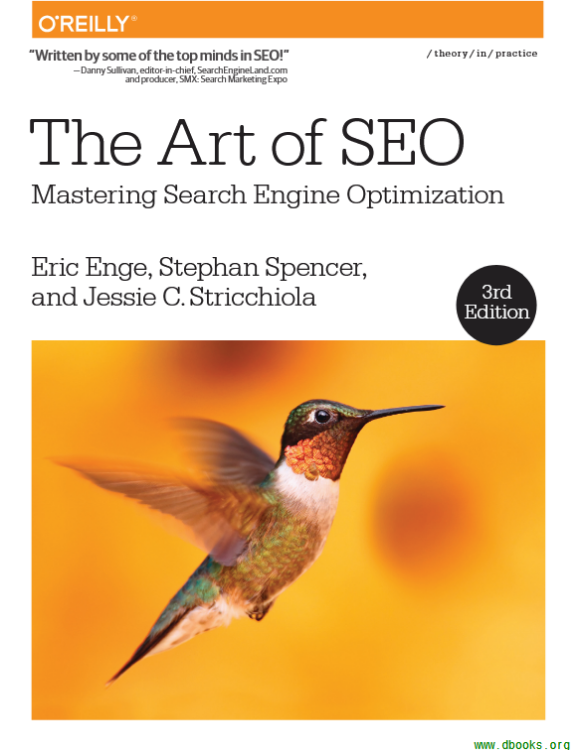 O'REILLY®
"Written by some of the top minds in SEO!"
—Danny Sullivan, editor-in-chief, SearchEngineLand.com
and producer, SMX: Search Marketing Expo
/theory/in/practice
The Art of SEO
Mastering Search Engine Optimization
Eric Enge, Stephan Spencer,
and Jessie C. Stricchiola
3rd
Edition
www.dbooks.org